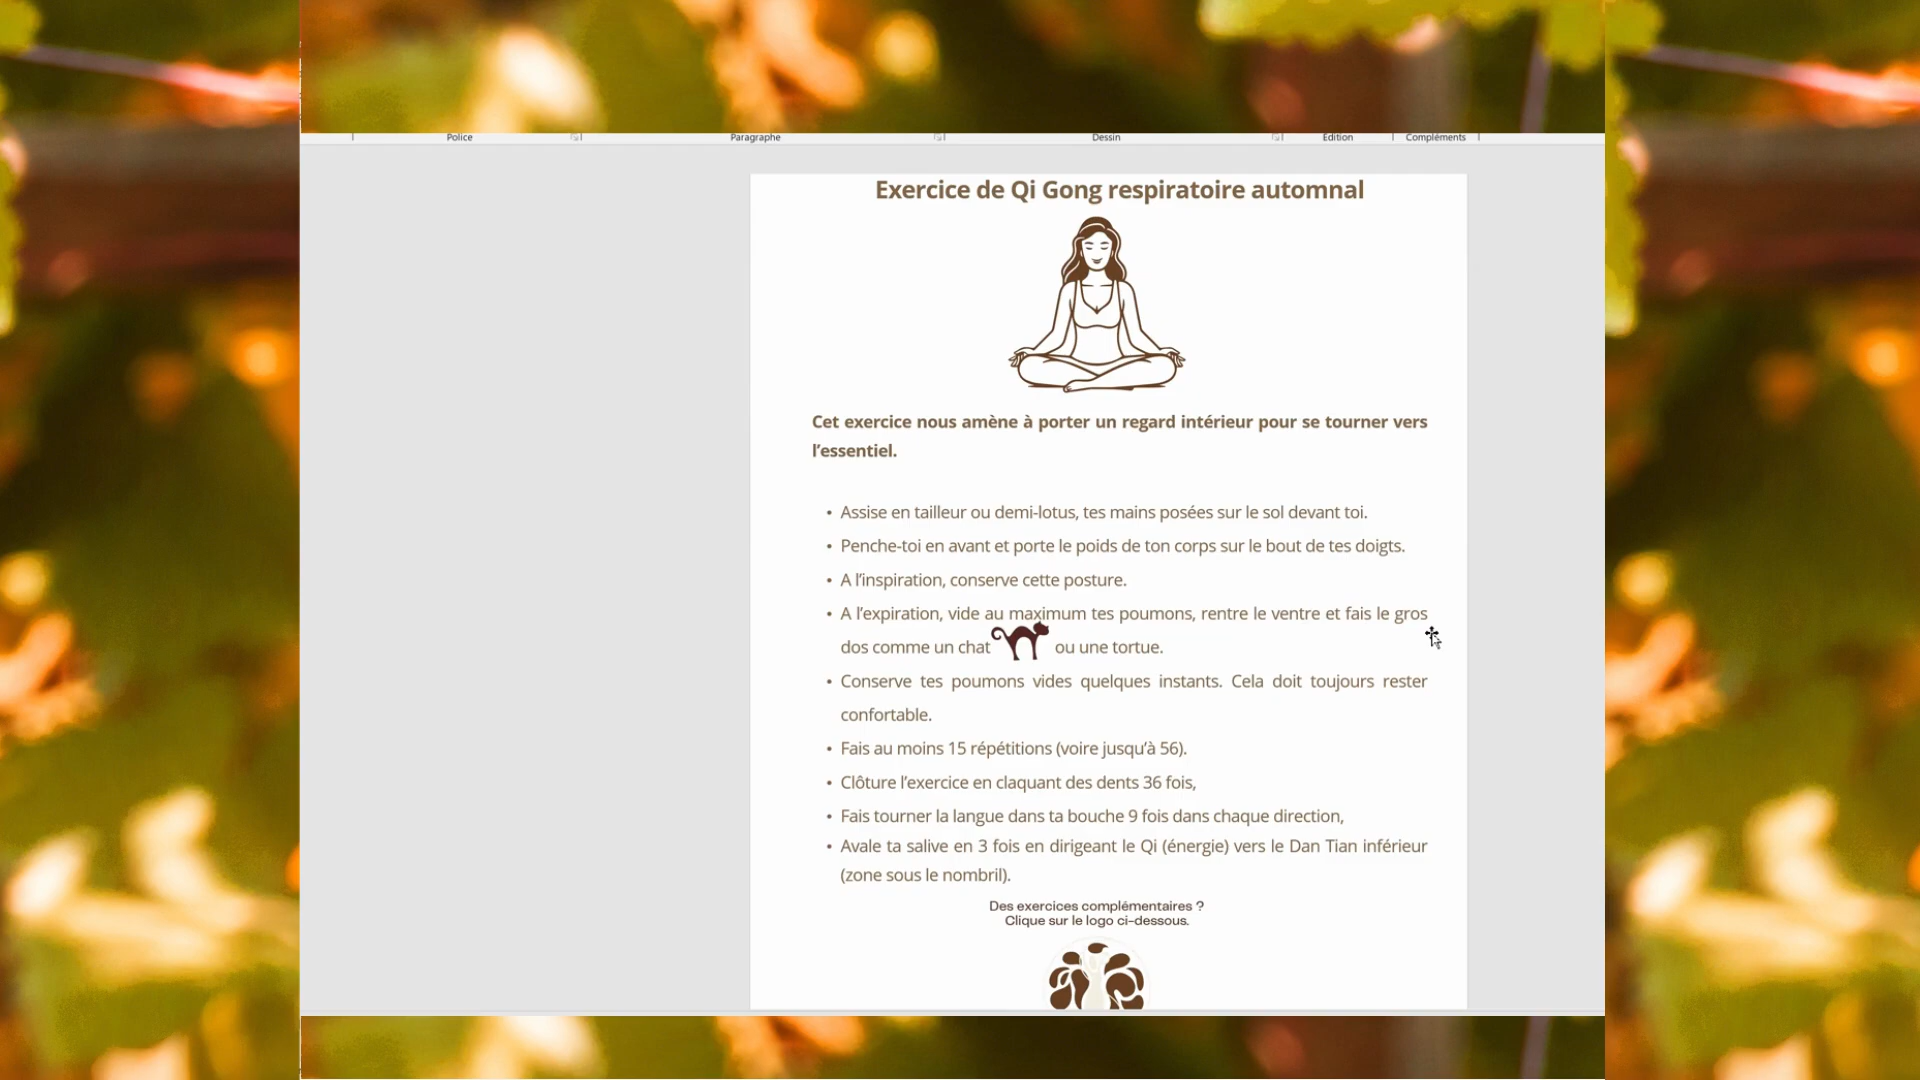 Police Paragraphe Dessin Edition Compléments
Exercice de Qi Gong respiratoire automnal
Cet exercice nous amène à porter un regard intérieur pour se tourner vers
l’essentiel.
• Assise en tailleur ou demi-lotus, tes mains posées sur le sol devant toi.
• Penche-toi en avant et porte le poids de ton corps sur le bout de tes doigts.
• A l’inspiration, conserve cette posture.
• A l’expiration, vide au maximum tes poumons, rentre le ventre et fais le gros
dos comme un chat ou une tortue.
• Conserve tes poumons vides quelques instants. Cela doit toujours rester
confortable.
• Fais au moins 15 répétitions (voire jusqu’à 56).
• Clôture l’exercice en claquant des dents 36 fois,
• Fais tourner la langue dans ta bouche 9 fois dans chaque direction,
• Avale ta salive en 3 fois en dirigeant le Qi (énergie) vers le Dan Tian inférieur
(zone sous le nombril).
Des exercices complémentaires ?
Clique sur le logo ci-dessous.